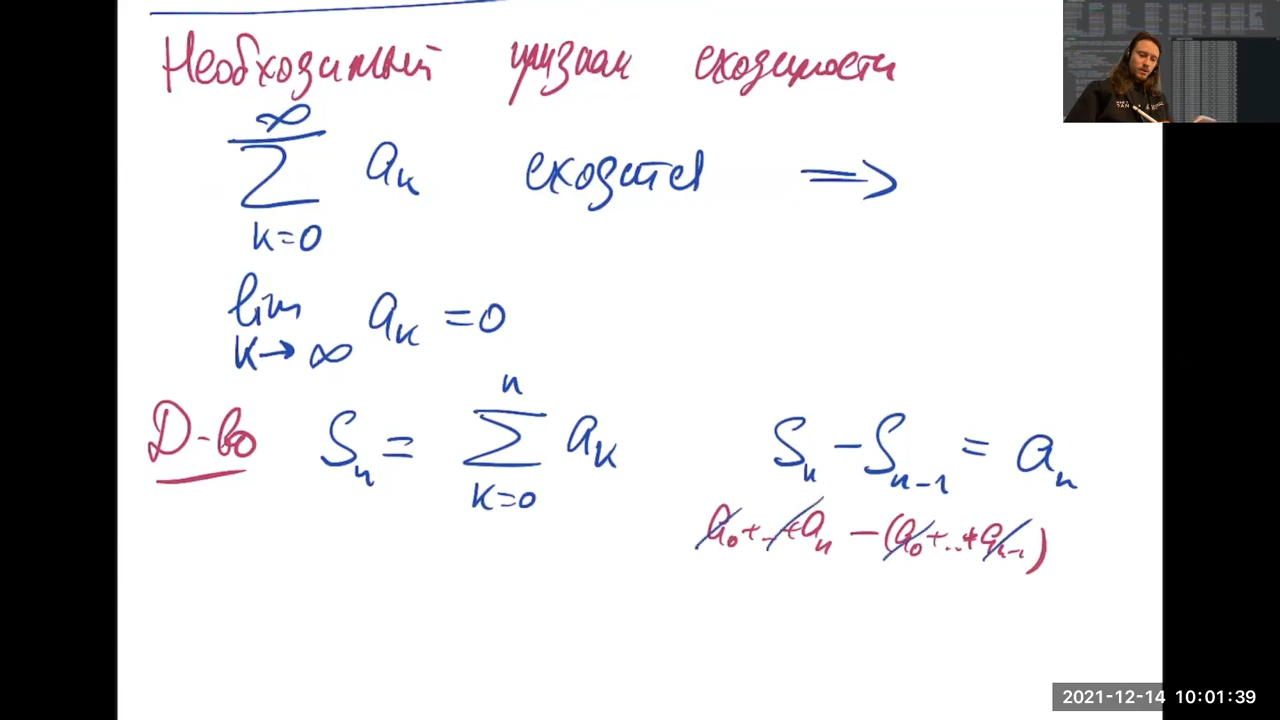 Необходимый признак сходимости
∞
∑ aₖ сходится ⟹
k=0
lim aₖ =0
k→∞
Д-во Sₙ = ∑ aₖ Sₙ − Sₙ₋₁ = aₙ
n
k=0
a₀+..+aₙ −(a₀+..+aₙ₋₁)
2021-12-14 10:01:39